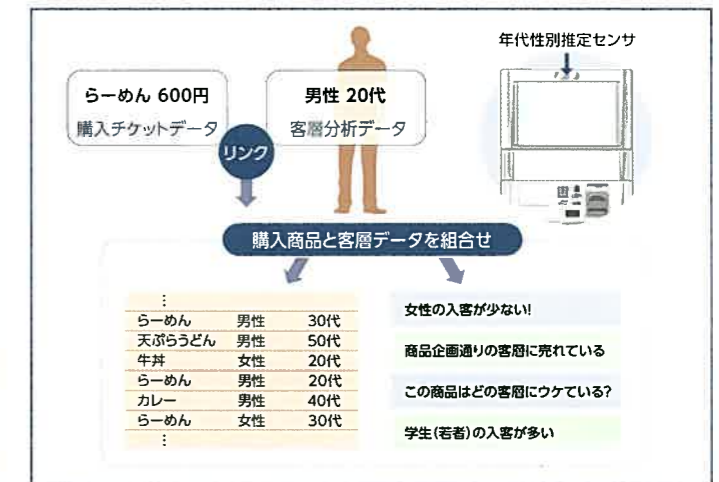 年代性別推定センサ
らーめん 600円
購入チケットデータ
男性 20代
客層分析データ
リンク
購入商品と客層データを組合せ
⋮
らーめん 男性 30代
天ぷらうどん 男性 50代
牛丼 女性 20代
らーめん 男性 20代
カレー 男性 40代
らーめん 女性 30代
⋮
女性の入客が少ない!
商品企画通りの客層に売れている
この商品はどの客層にウケている?
学生(若者)の入客が多い